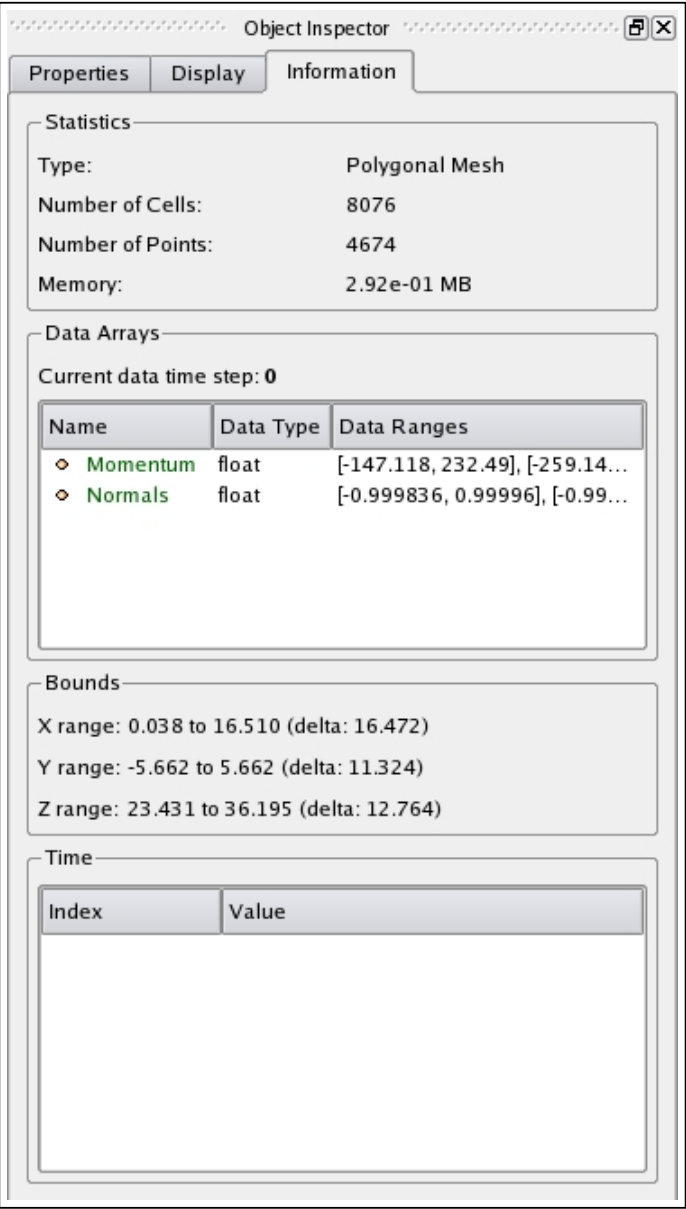 Object Inspector
Properties Display Information
Statistics
Type: Polygonal Mesh
Number of Cells: 8076
Number of Points: 4674
Memory: 2.92e-01 MB
Data Arrays
Current data time step: 0
Name Data Type Data Ranges
Momentum float [-147.118, 232.49], [-259.14...
Normals float [-0.999836, 0.99996], [-0.99...
Bounds
X range: 0.038 to 16.510 (delta: 16.472)
Y range: -5.662 to 5.662 (delta: 11.324)
Z range: 23.431 to 36.195 (delta: 12.764)
Time
Index Value